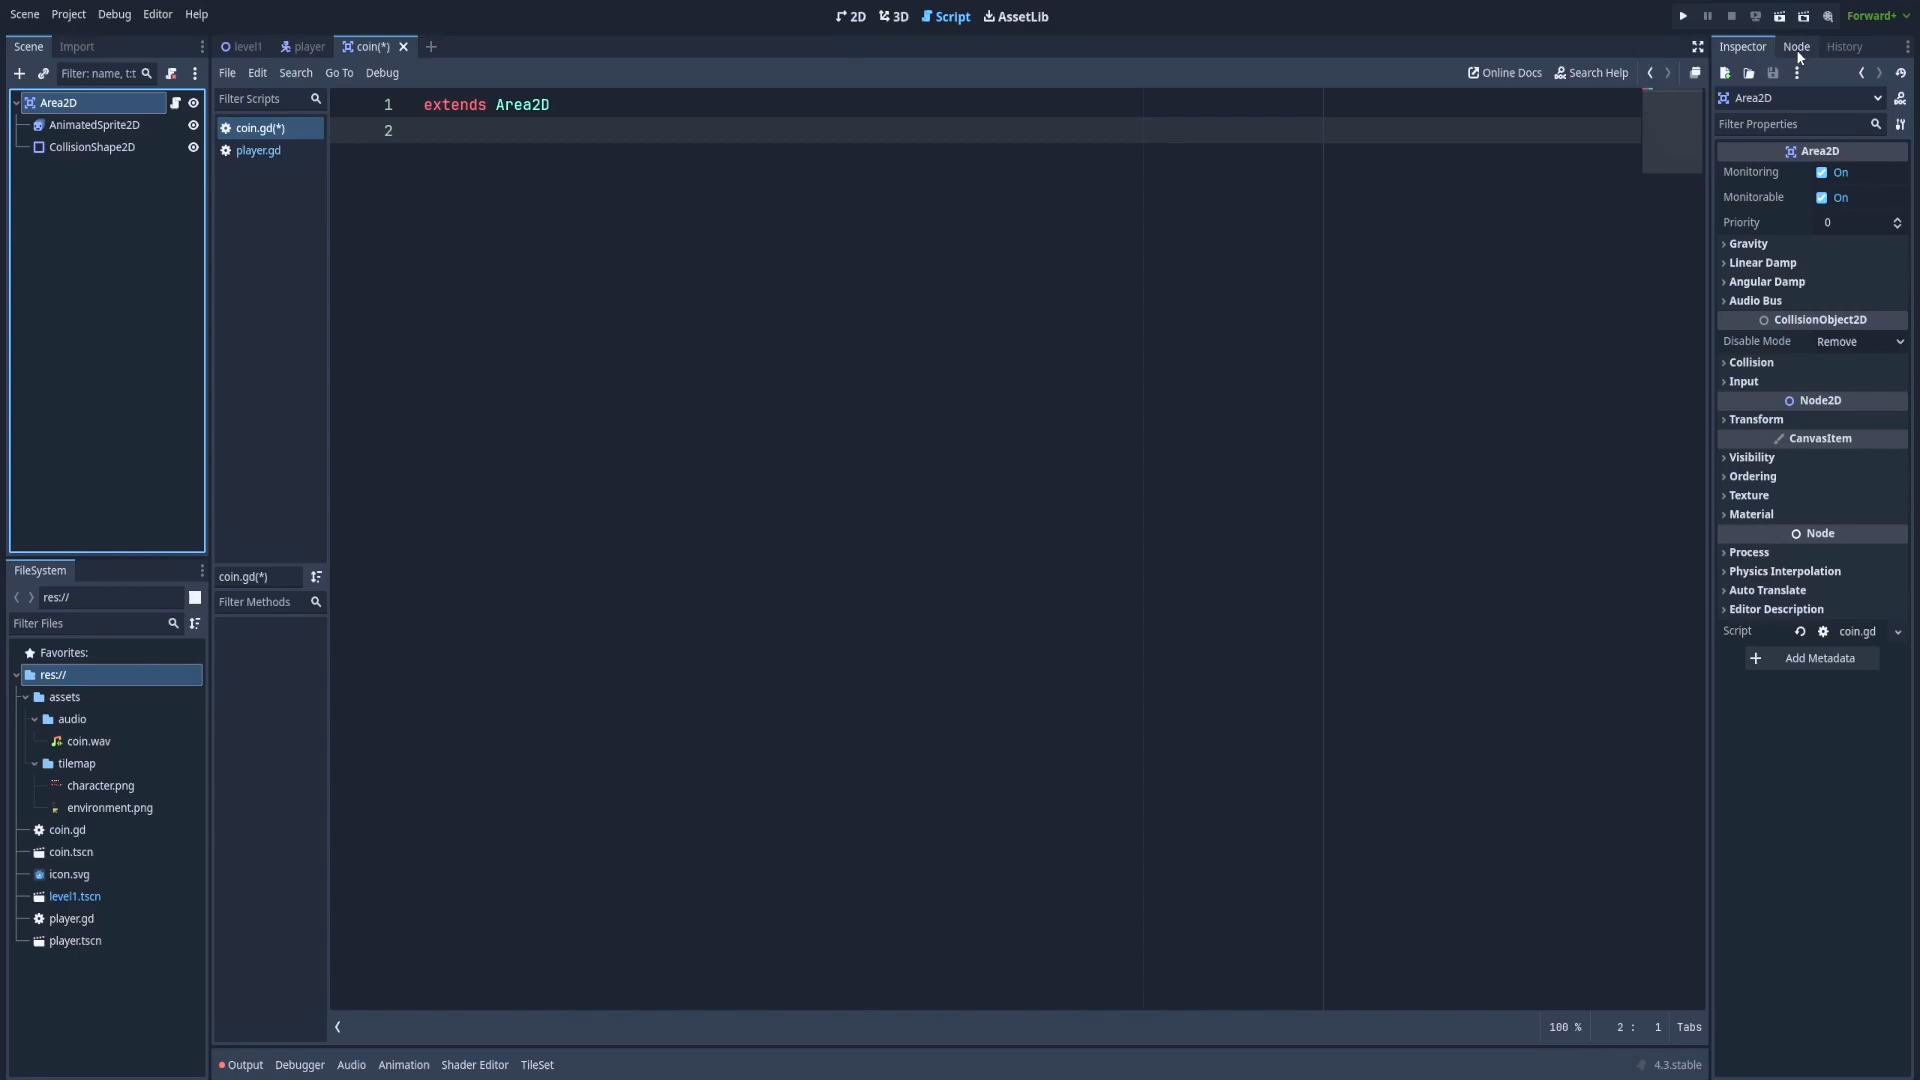 Scene Project Debug Editor Help
2D 3D Script AssetLib
Forward+
Scene Import
level1 player coin(*)
Inspector Node History
Filter: name, t:t
File Edit Search Go To Debug
Online Docs Search Help
Area2D
AnimatedSprite2D
CollisionShape2D
Filter Scripts
coin.gd(*)
player.gd
1 extends Area2D
2
coin.gd(*)
Filter Methods
Area2D
Filter Properties
Area2D
Monitoring On
Monitorable On
Priority 0
Gravity
Linear Damp
Angular Damp
Audio Bus
CollisionObject2D
Disable Mode Remove
Collision
Input
Node2D
Transform
CanvasItem
Visibility
Ordering
Texture
Material
Node
Process
Physics Interpolation
Auto Translate
Editor Description
Script coin.gd
Add Metadata
FileSystem
res://
Filter Files
Favorites:
res://
assets
audio
coin.wav
tilemap
character.png
environment.png
coin.gd
coin.tscn
icon.svg
level1.tscn
player.gd
player.tscn
100 % 2 : 1 Tabs
Output Debugger Audio Animation Shader Editor TileSet
4.3.stable